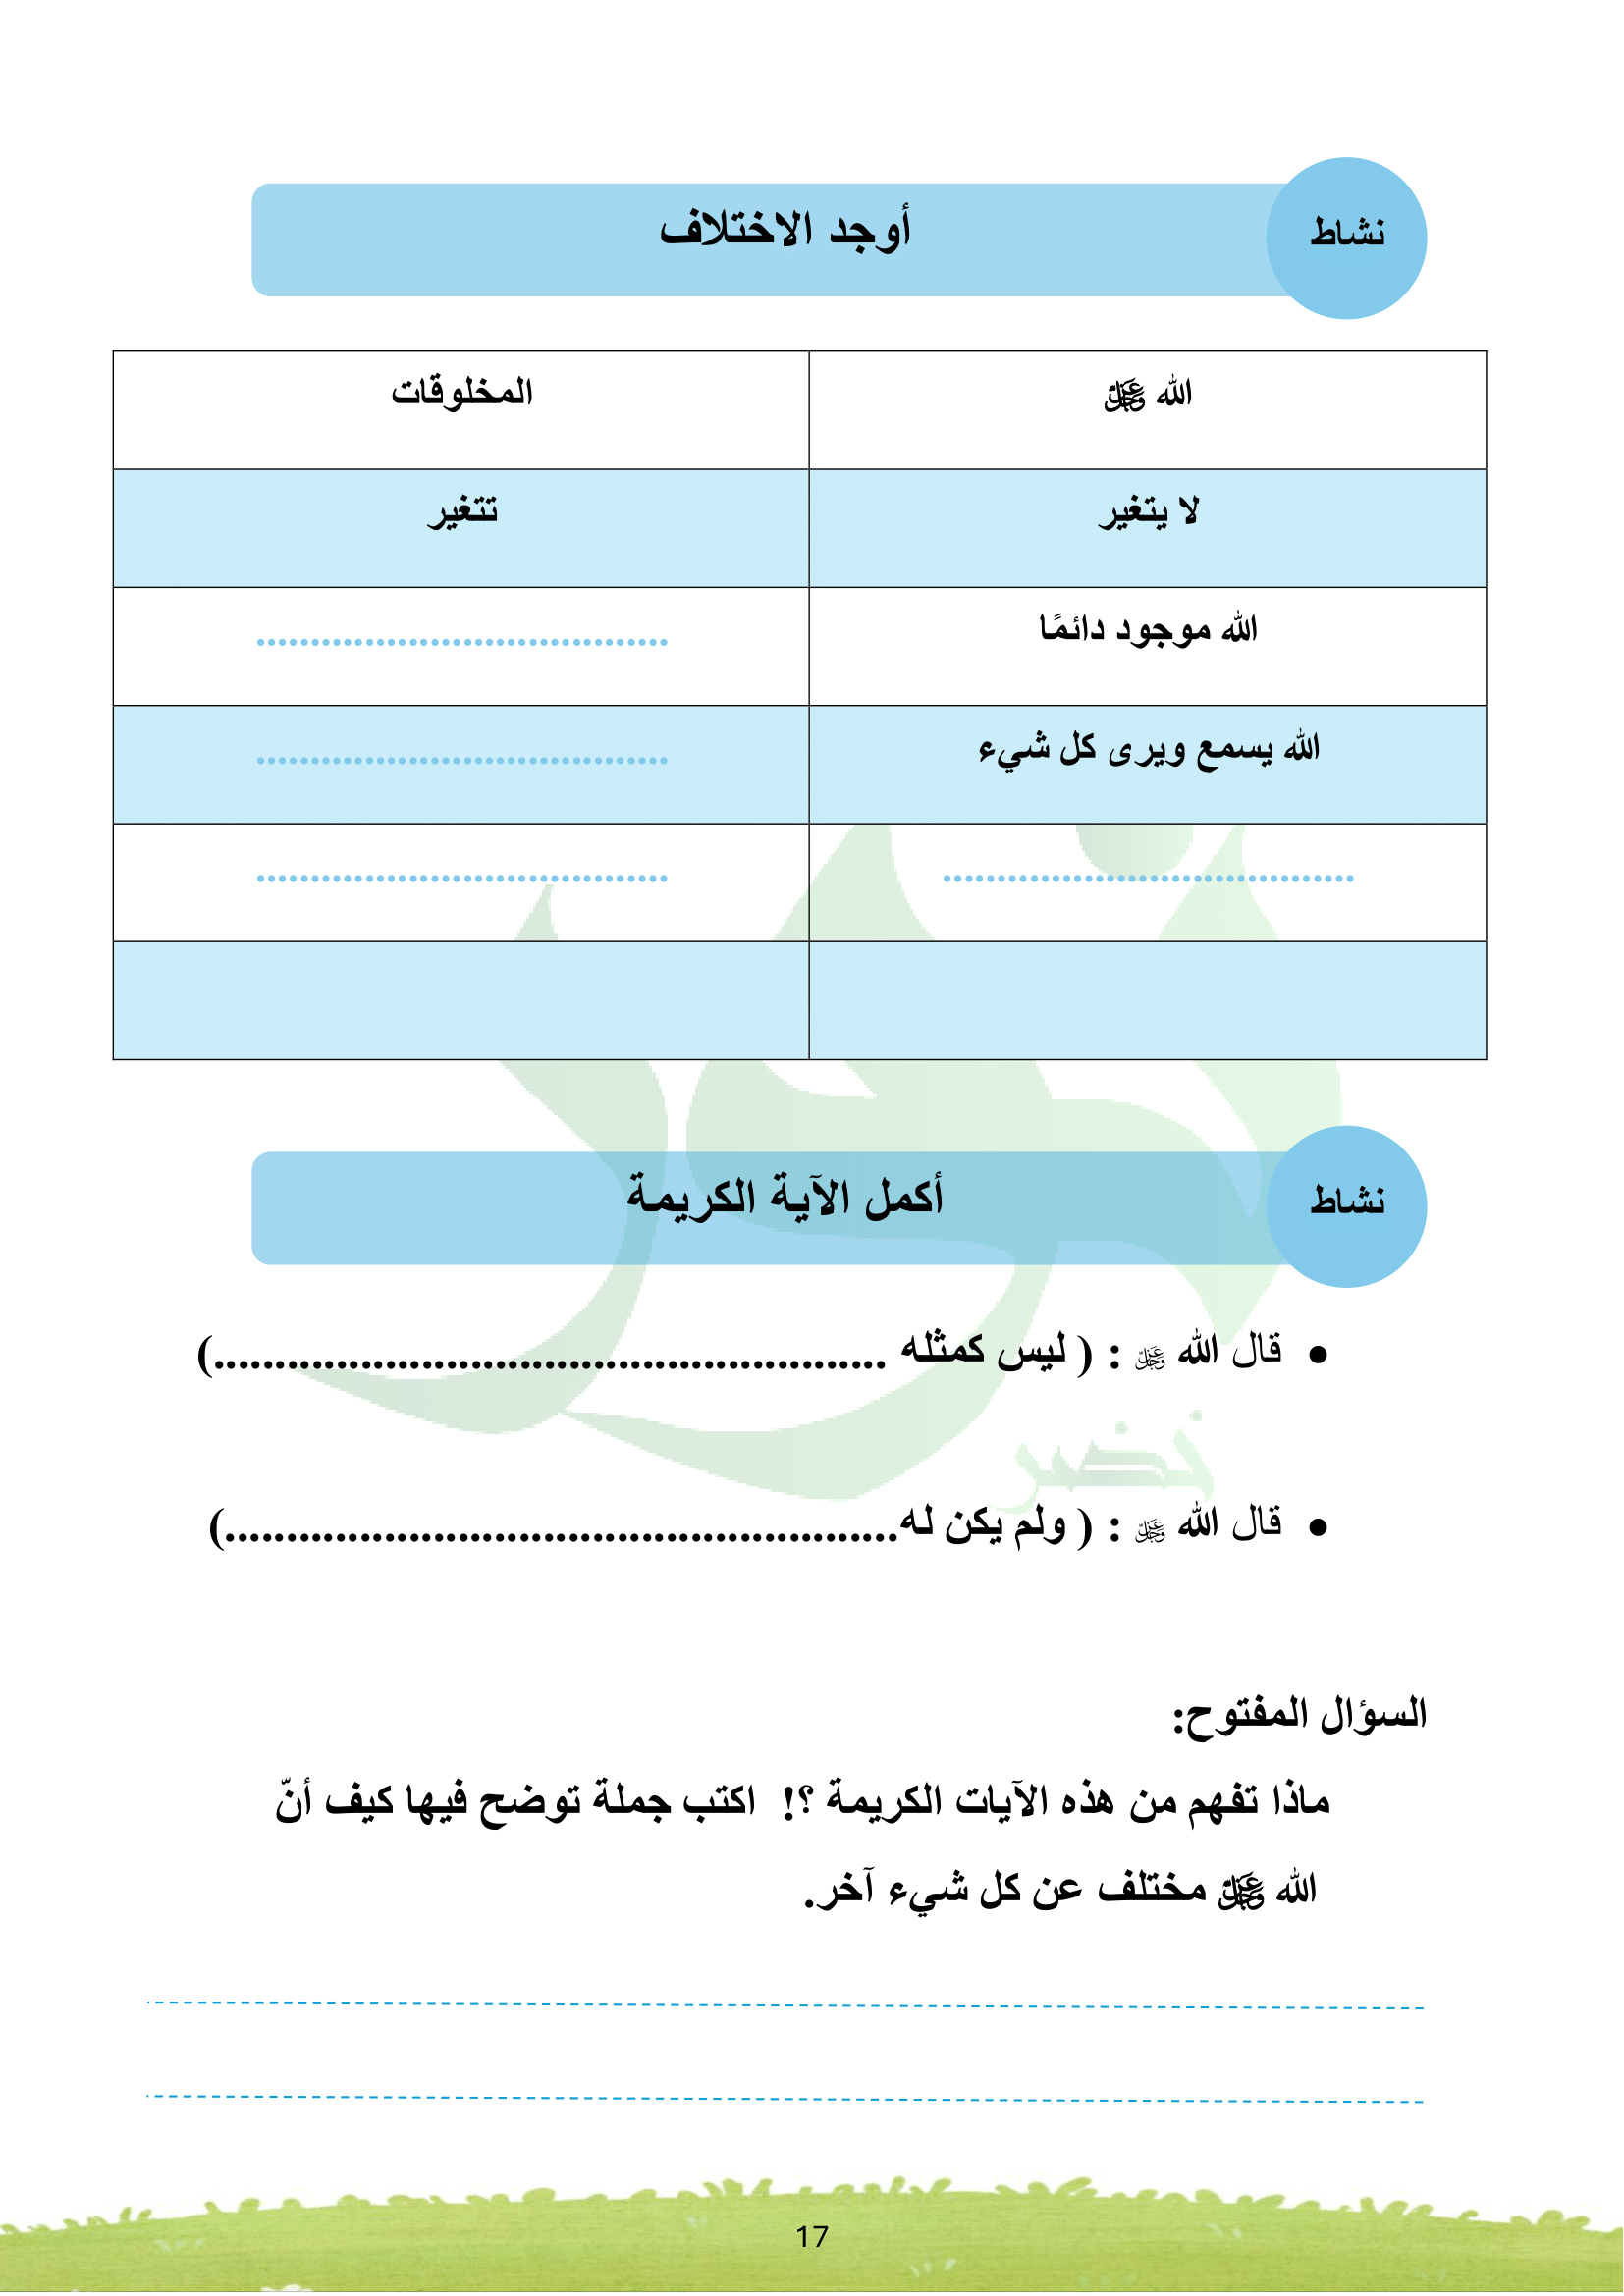 نشاط
أوجد الاختلاف
الله ﷻ المخلوقات
لا يتغير تتغير
الله موجود دائمًا ......................................
الله يسمع ويرى كل شيء ......................................
...................................... ......................................
نشاط
أكمل الآية الكريمة
• قال الله ﷻ : ( ليس كمثله .......................................................)
• قال الله ﷻ : ( ولم يكن له.......................................................)
نضر
السؤال المفتوح:
ماذا تفهم من هذه الآيات الكريمة ؟! اكتب جملة توضح فيها كيف أنّ
الله ﷻ مختلف عن كل شيء آخر.
17